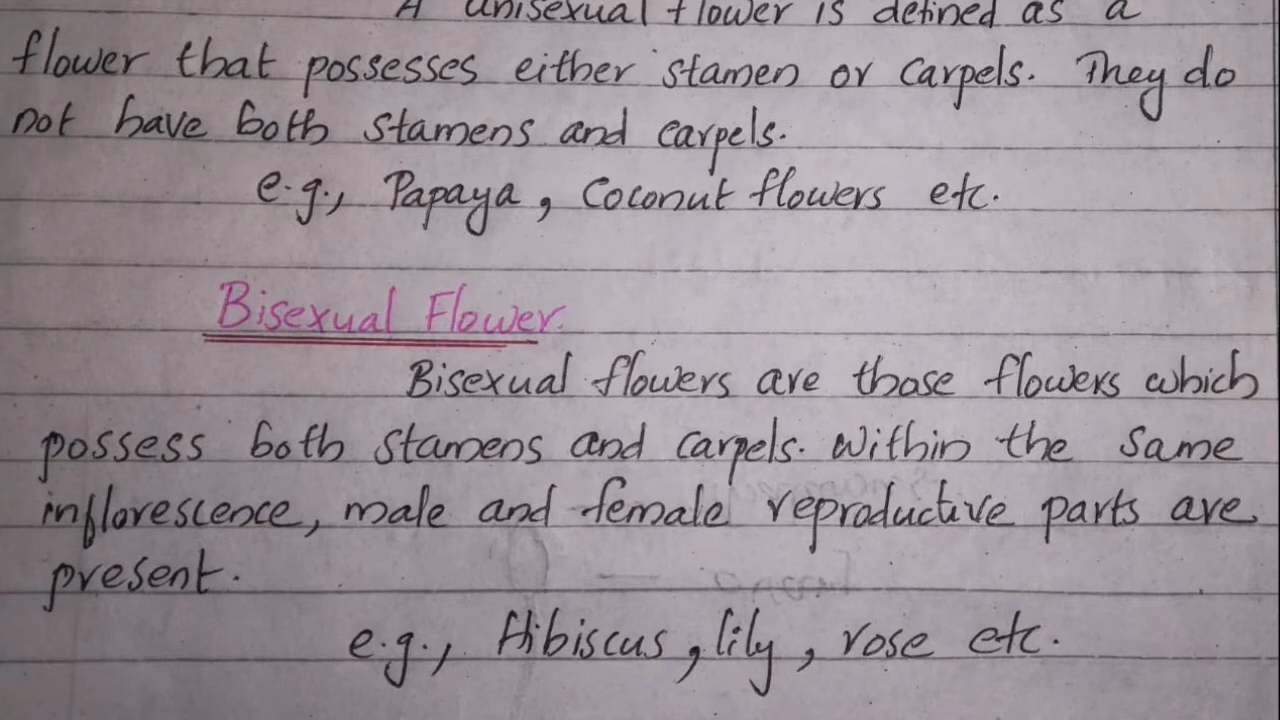 A unisexual flower is defined as a
flower that possesses either stamen or carpels. They do
not have both stamens and carpels.
e.g., Papaya, Coconut flowers etc.
Bisexual Flower.
Bisexual flowers are those flowers which
possess both stamens and carpels. Within the same
inflorescence, male and female reproductive parts are
present.
e.g., Hibiscus, lily, rose etc.